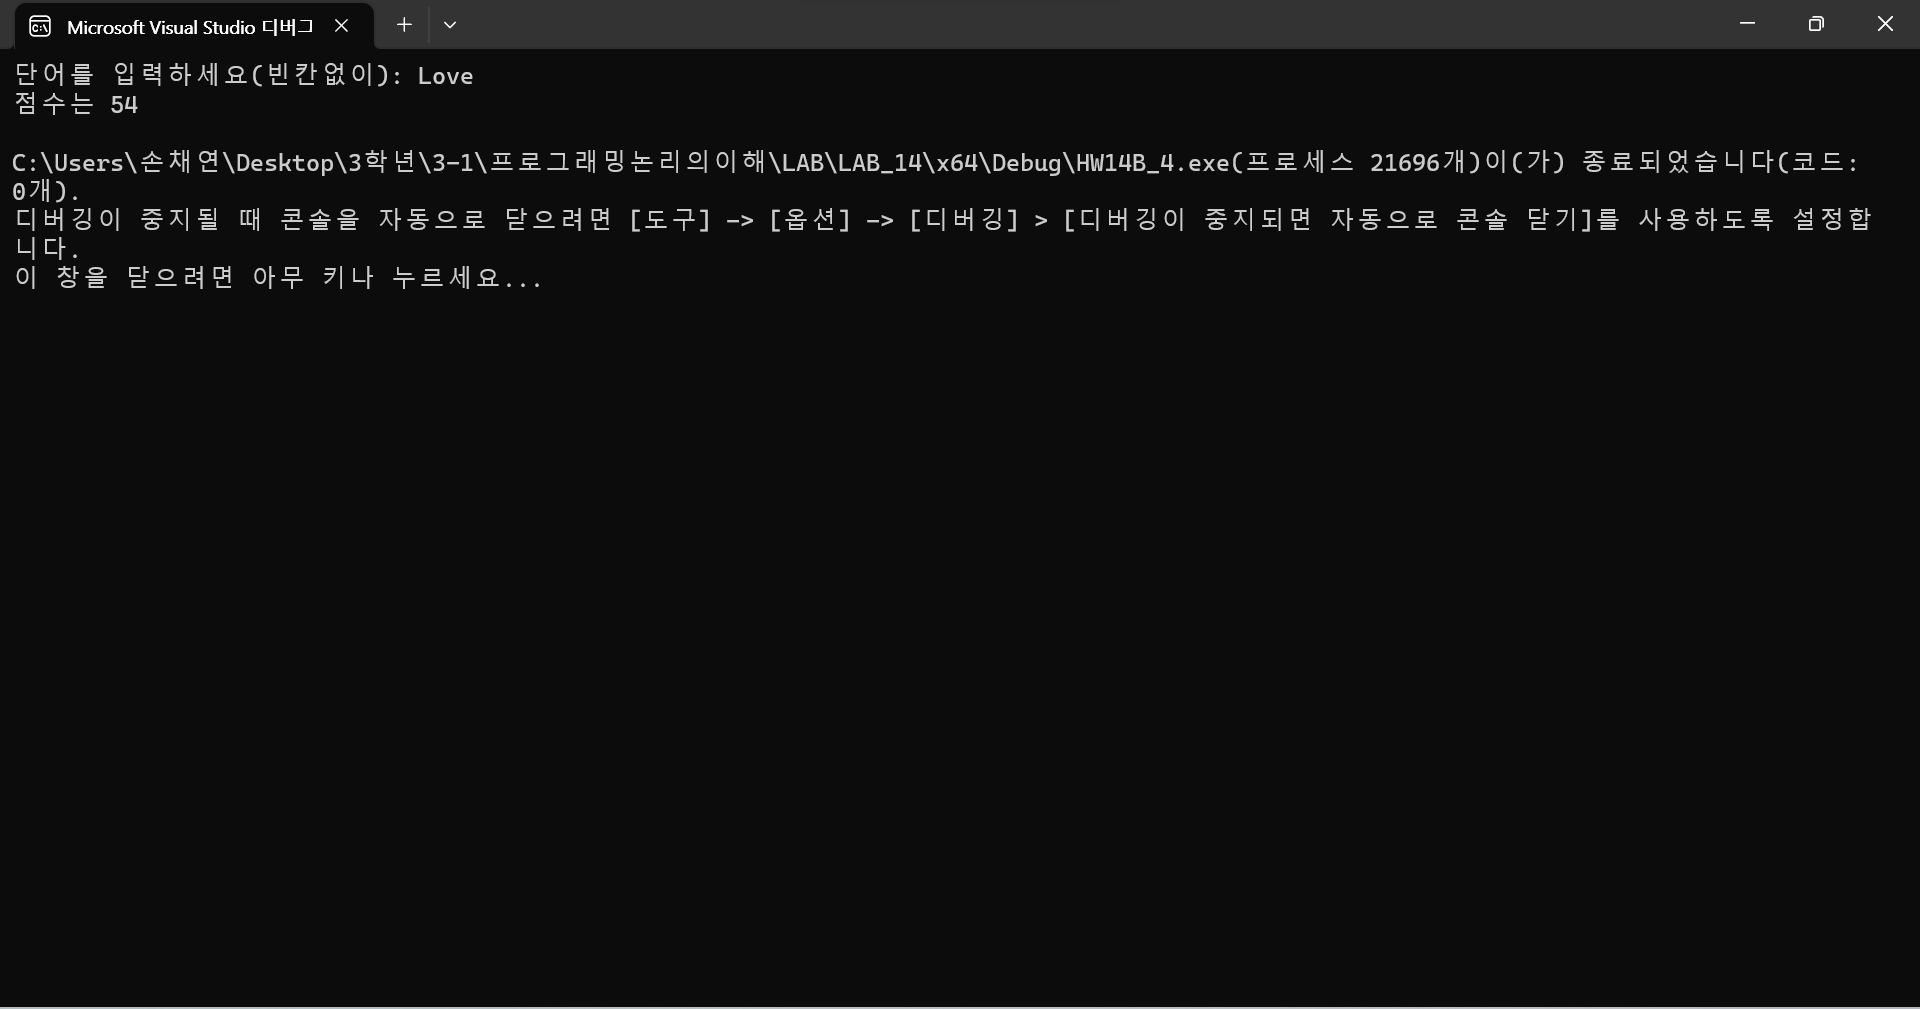 Microsoft Visual Studio 디버그
단어를 입력하세요(빈칸없이): Love
점수는 54
C:\Users\손채연\Desktop\3학년\3-1\프로그래밍논리의이해\LAB\LAB_14\x64\Debug\HW14B_4.exe(프로세스 21696개)이(가) 종료되었습니다(코드:
0개).
디버깅이 중지될 때 콘솔을 자동으로 닫으려면 [도구] -> [옵션] -> [디버깅] > [디버깅이 중지되면 자동으로 콘솔 닫기]를 사용하도록 설정합
니다.
이 창을 닫으려면 아무 키나 누르세요...